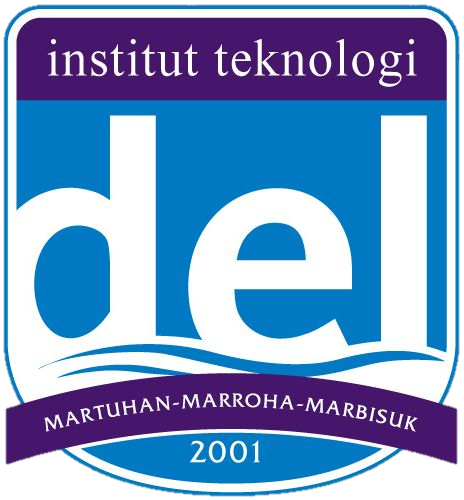 institut teknologi
del
MARTUHAN-MARROHA-MARBISUK
2001